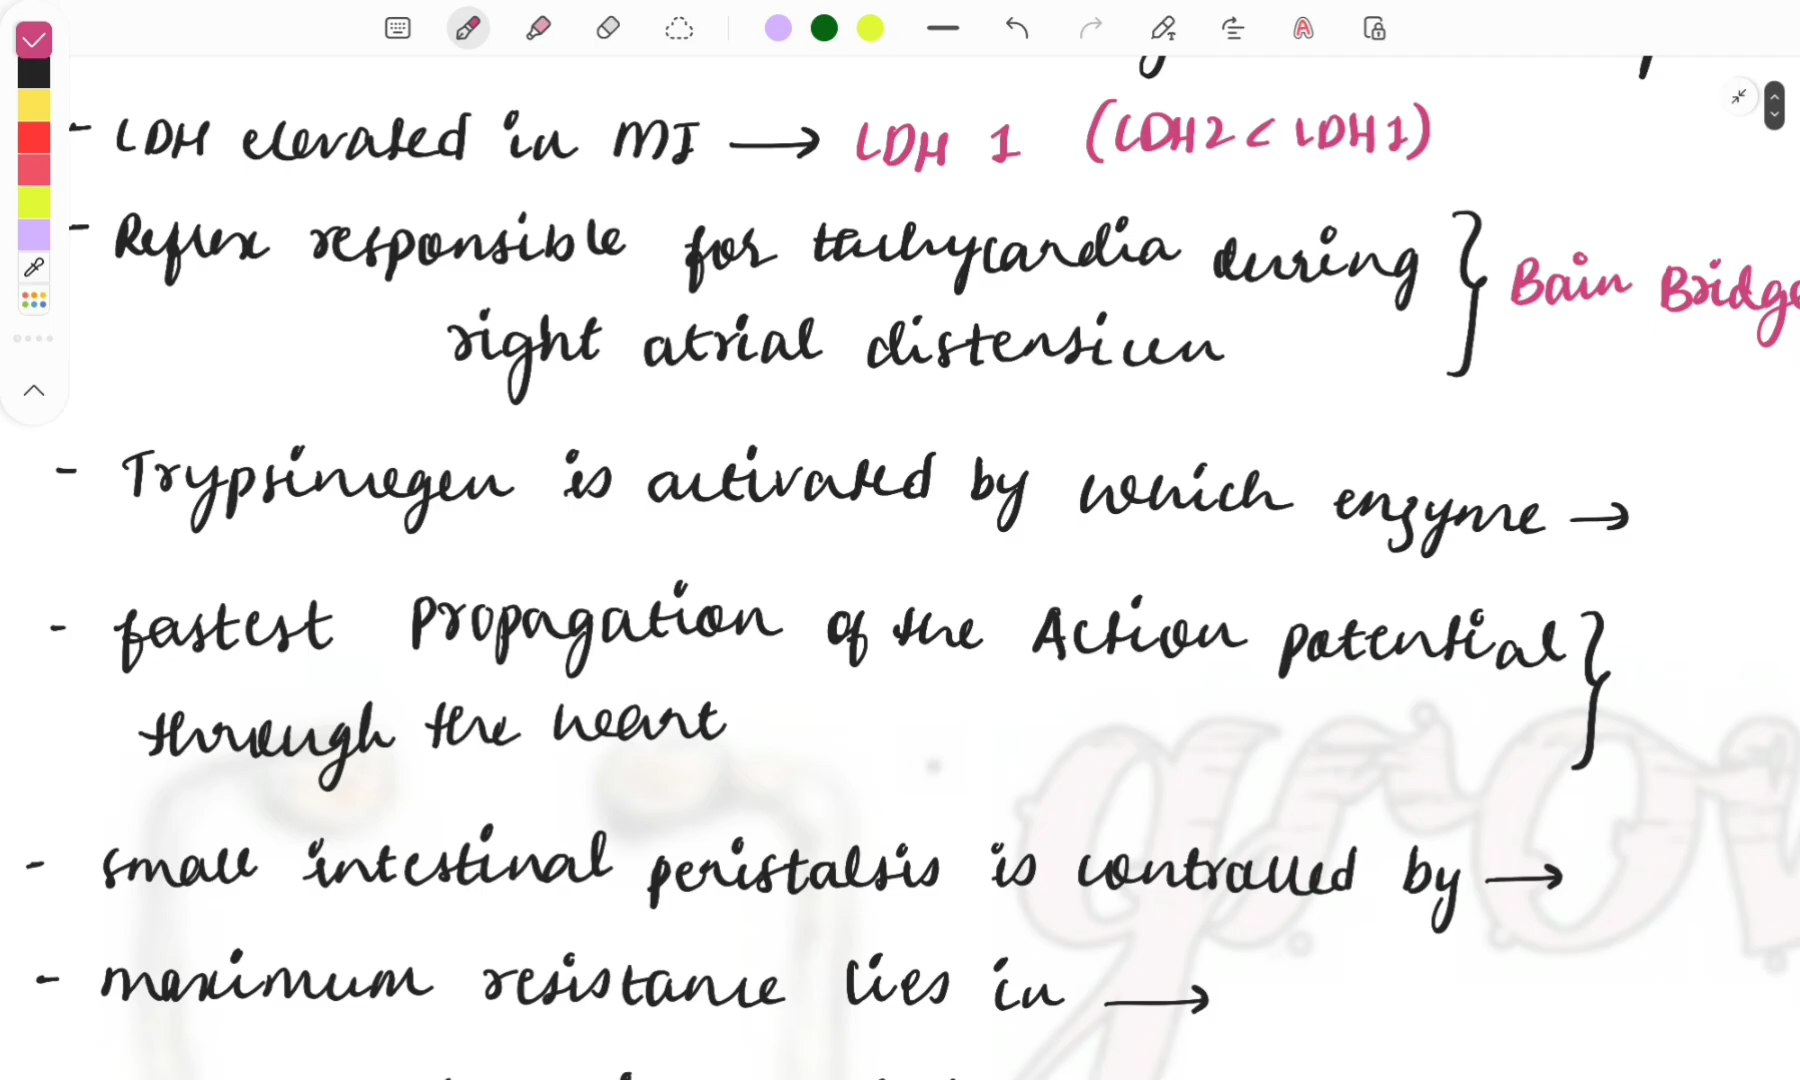 - LDH elevated in MI → LDH 1 (LDH2 < LDH1)
- Reflex responsible for tachycardia during
right atrial distension } Bain Bridge
- Trypsinogen is activated by which enzyme →
- fastest Propagation of the Action potential
through the heart }
- small intestinal peristalsis is controlled by →
- maximum resistance lies in →
grow